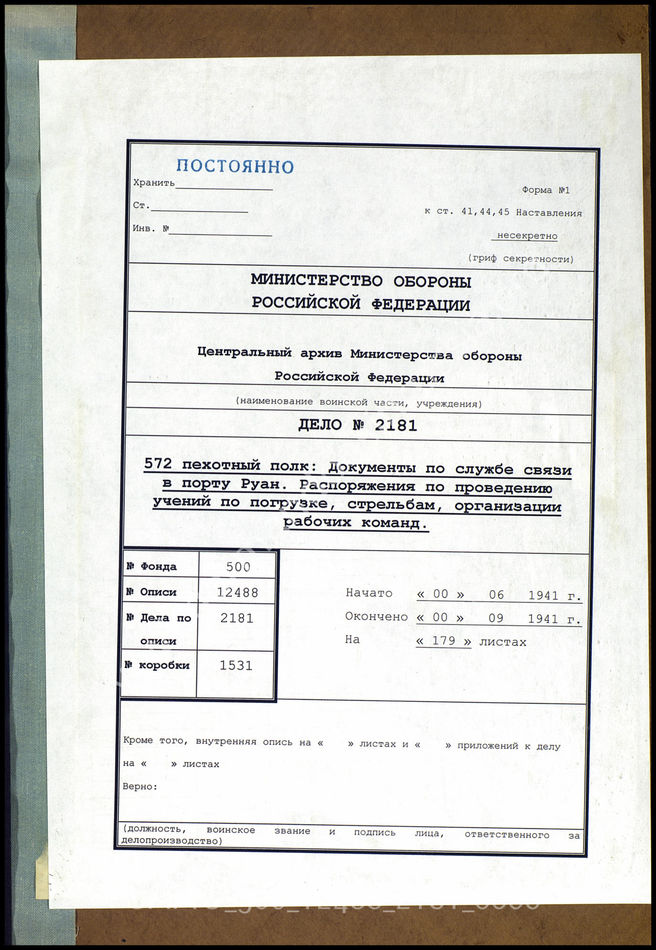 ПОСТОЯННО
Хранить
Ст.
Инв. №
Форма №1
к ст. 41,44,45 Наставления
несекретно
(гриф секретности)
МИНИСТЕРСТВО ОБОРОНЫ
РОССИЙСКОЙ ФЕДЕРАЦИИ
Центральный архив Министерства обороны
Российской Федерации
(наименование воинской части, учреждения)
ДЕЛО № 2181
572 пехотный полк: Документы по службе связи
в порту Руан. Распоряжения по проведению
учений по погрузке, стрельбам, организации
рабочих команд.
№ Фонда 500
№ Описи 12488
№ Дела по 2181
описи
№ коробки 1531
Начато « 00 » 06 1941 г.
Окончено « 00 » 09 1941 г.
На « 179 » листах
Кроме того, внутренняя опись на « » листах и « » приложений к делу
на « » листах
Верно:
(должность, воинское звание и подпись лица, ответственного за
делопроизводство)